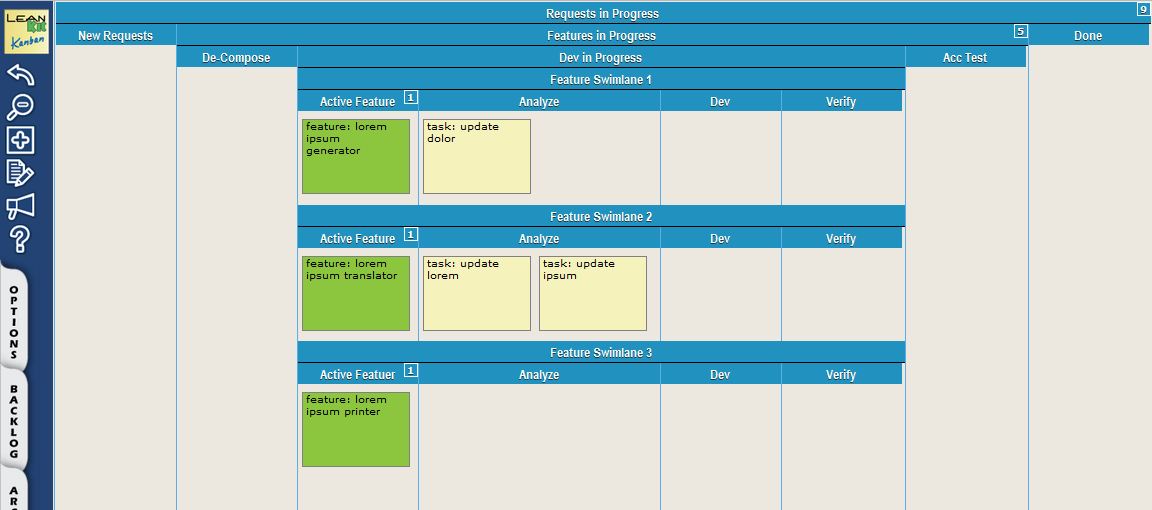 LEAN
Kit
Kanban
Requests in Progress
9
New Requests
Features in Progress
5
Done
De-Compose
Dev in Progress
Acc Test
Feature Swimlane 1
Active Feature
1
Analyze
Dev
Verify
feature: lorem
ipsum
generator
task: update
dolor
Feature Swimlane 2
Active Feature
1
Analyze
Dev
Verify
feature: lorem
ipsum translator
task: update
lorem
task: update
ipsum
Feature Swimlane 3
Active Featuer
1
Analyze
Dev
Verify
feature: lorem
ipsum printer
OPTIONS
BACKLOG